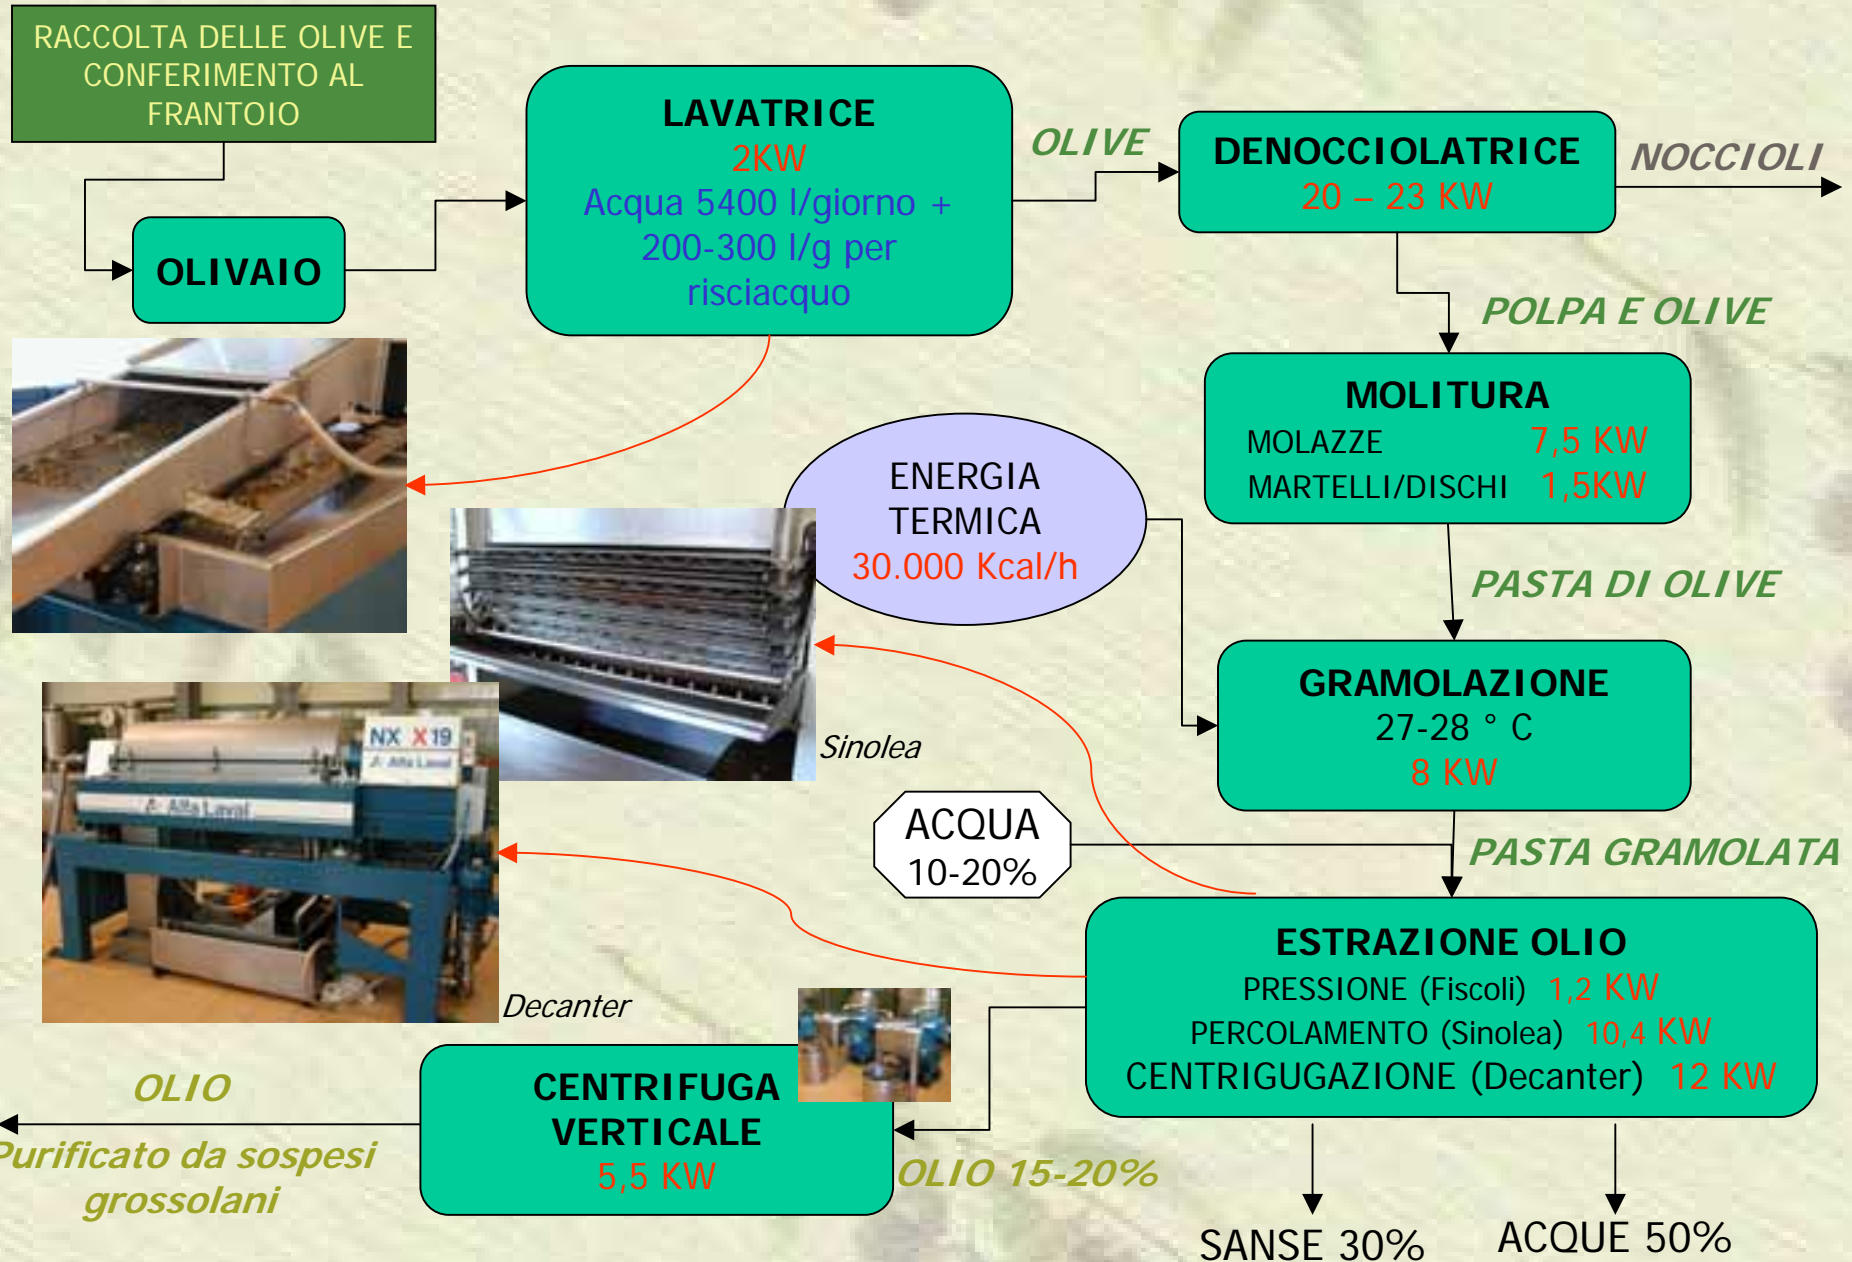 RACCOLTA DELLE OLIVE E
CONFERIMENTO AL
FRANTOIO
OLIVAIO
LAVATRICE
2KW
Acqua 5400 l/giorno +
200-300 l/g per
risciacquo
OLIVE
DENOCCIOLATRICE
20 – 23 KW
NOCCIOLI
POLPA E OLIVE
MOLITURA
MOLAZZE 7,5 KW
MARTELLI/DISCHI 1,5KW
ENERGIA
TERMICA
30.000 Kcal/h
PASTA DI OLIVE
GRAMOLAZIONE
27-28 ° C
8 KW
Sinolea
NX X19
Alfa Laval
Alfa Laval
Decanter
ACQUA
10-20%
PASTA GRAMOLATA
ESTRAZIONE OLIO
PRESSIONE (Fiscoli) 1,2 KW
PERCOLAMENTO (Sinolea) 10,4 KW
CENTRIGUGAZIONE (Decanter) 12 KW
CENTRIFUGA
VERTICALE
5,5 KW
OLIO 15-20%
OLIO
Purificato da sospesi
grossolani
SANSE 30%
ACQUE 50%